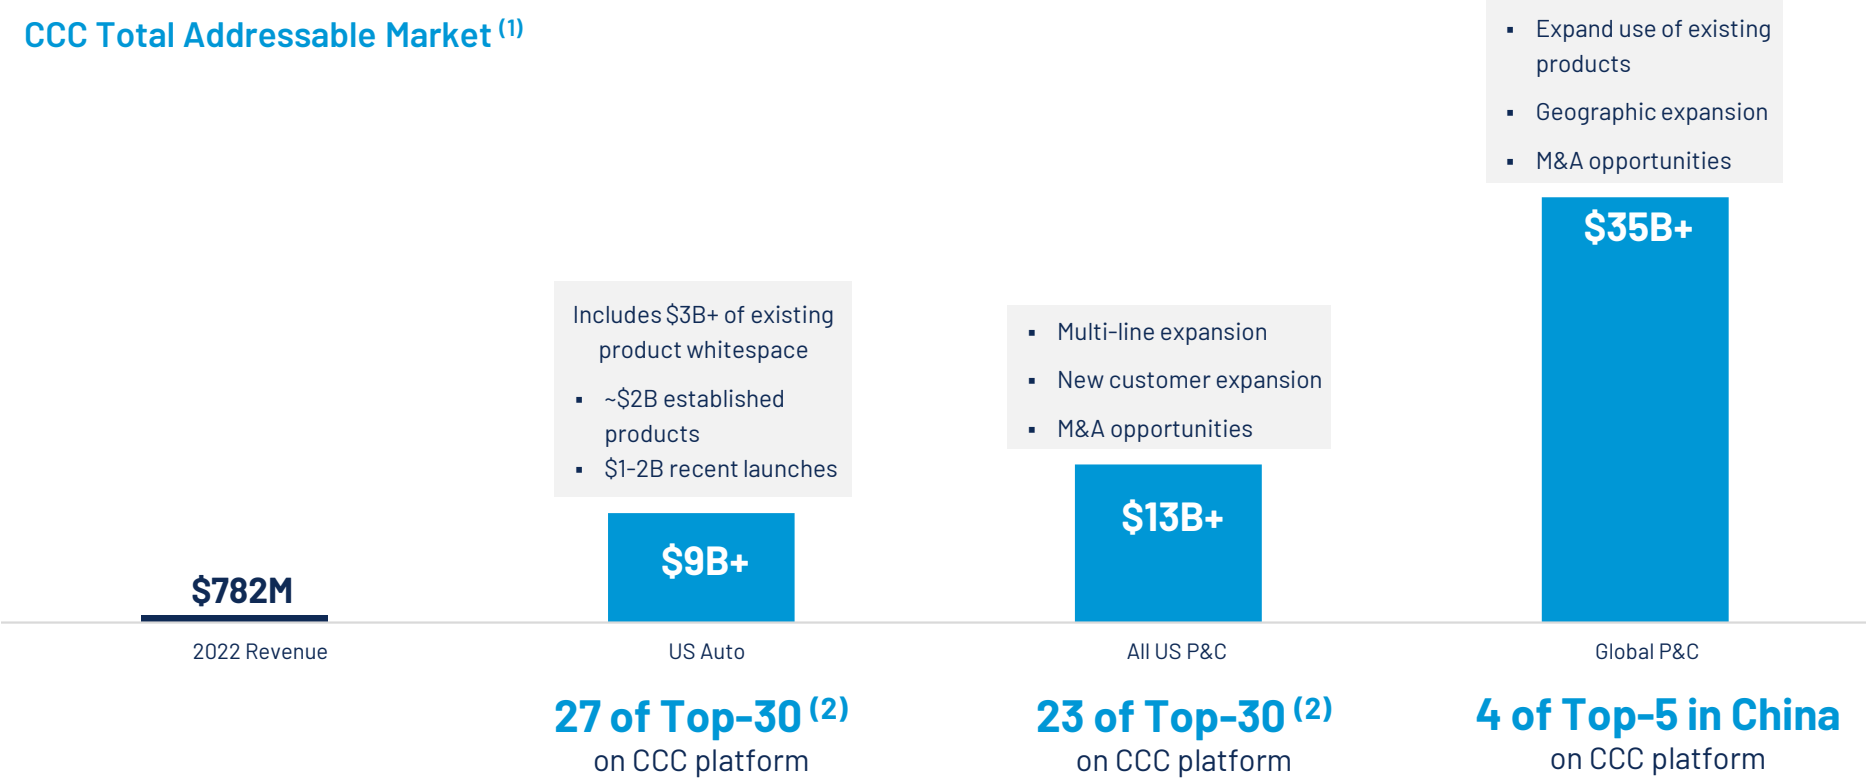 CCC Total Addressable Market (1)
▪ Expand use of existing
products
▪ Geographic expansion
▪ M&A opportunities
$35B+
Includes $3B+ of existing
product whitespace
▪ ~$2B established
products
▪ $1-2B recent launches
▪ Multi-line expansion
▪ New customer expansion
▪ M&A opportunities
$782M
$9B+
$13B+
2022 Revenue
US Auto
All US P&C
Global P&C
27 of Top-30 (2)
on CCC platform
23 of Top-30 (2)
on CCC platform
4 of Top-5 in China
on CCC platform